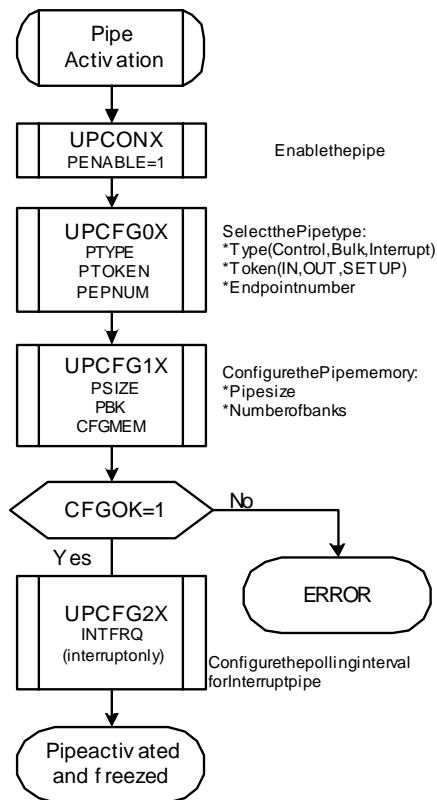 Pipe
Activation
UPCONX
PENABLE=1
Enablethepipe
UPCFG0X
PTYPE
PTOKEN
PEPNUM
SelectthePipetype:
*Type(Control,Bulk,Interrupt)
*Token(IN,OUT,SETUP)
*Endpointnumber
UPCFG1X
PSIZE
PBK
CFGMEM
ConfigurethePipememory:
*Pipesize
*Numberofbanks
CFGOK=1
No
Yes
ERROR
UPCFG2X
INTFRQ
(interruptonly)
Configurethepollinginterval
forInterruptpipe
Pipeactivated
and freezed